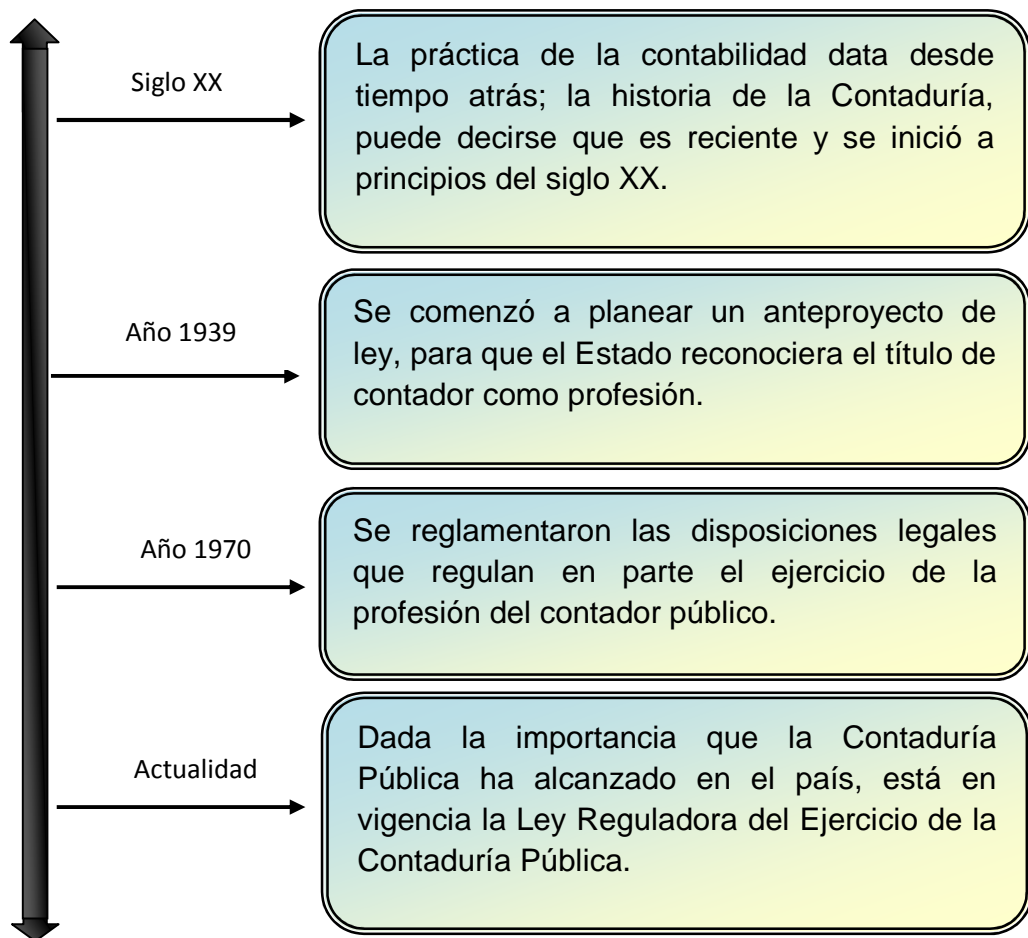 Siglo XX
La práctica de la contabilidad data desde
tiempo atrás; la historia de la Contaduría,
puede decirse que es reciente y se inició a
principios del siglo XX.
Año 1939
Se comenzó a planear un anteproyecto de
ley, para que el Estado reconociera el título de
contador como profesión.
Año 1970
Se reglamentaron las disposiciones legales
que regulan en parte el ejercicio de la
profesión del contador público.
Actualidad
Dada la importancia que la Contaduría
Pública ha alcanzado en el país, está en
vigencia la Ley Reguladora del Ejercicio de la
Contaduría Pública.